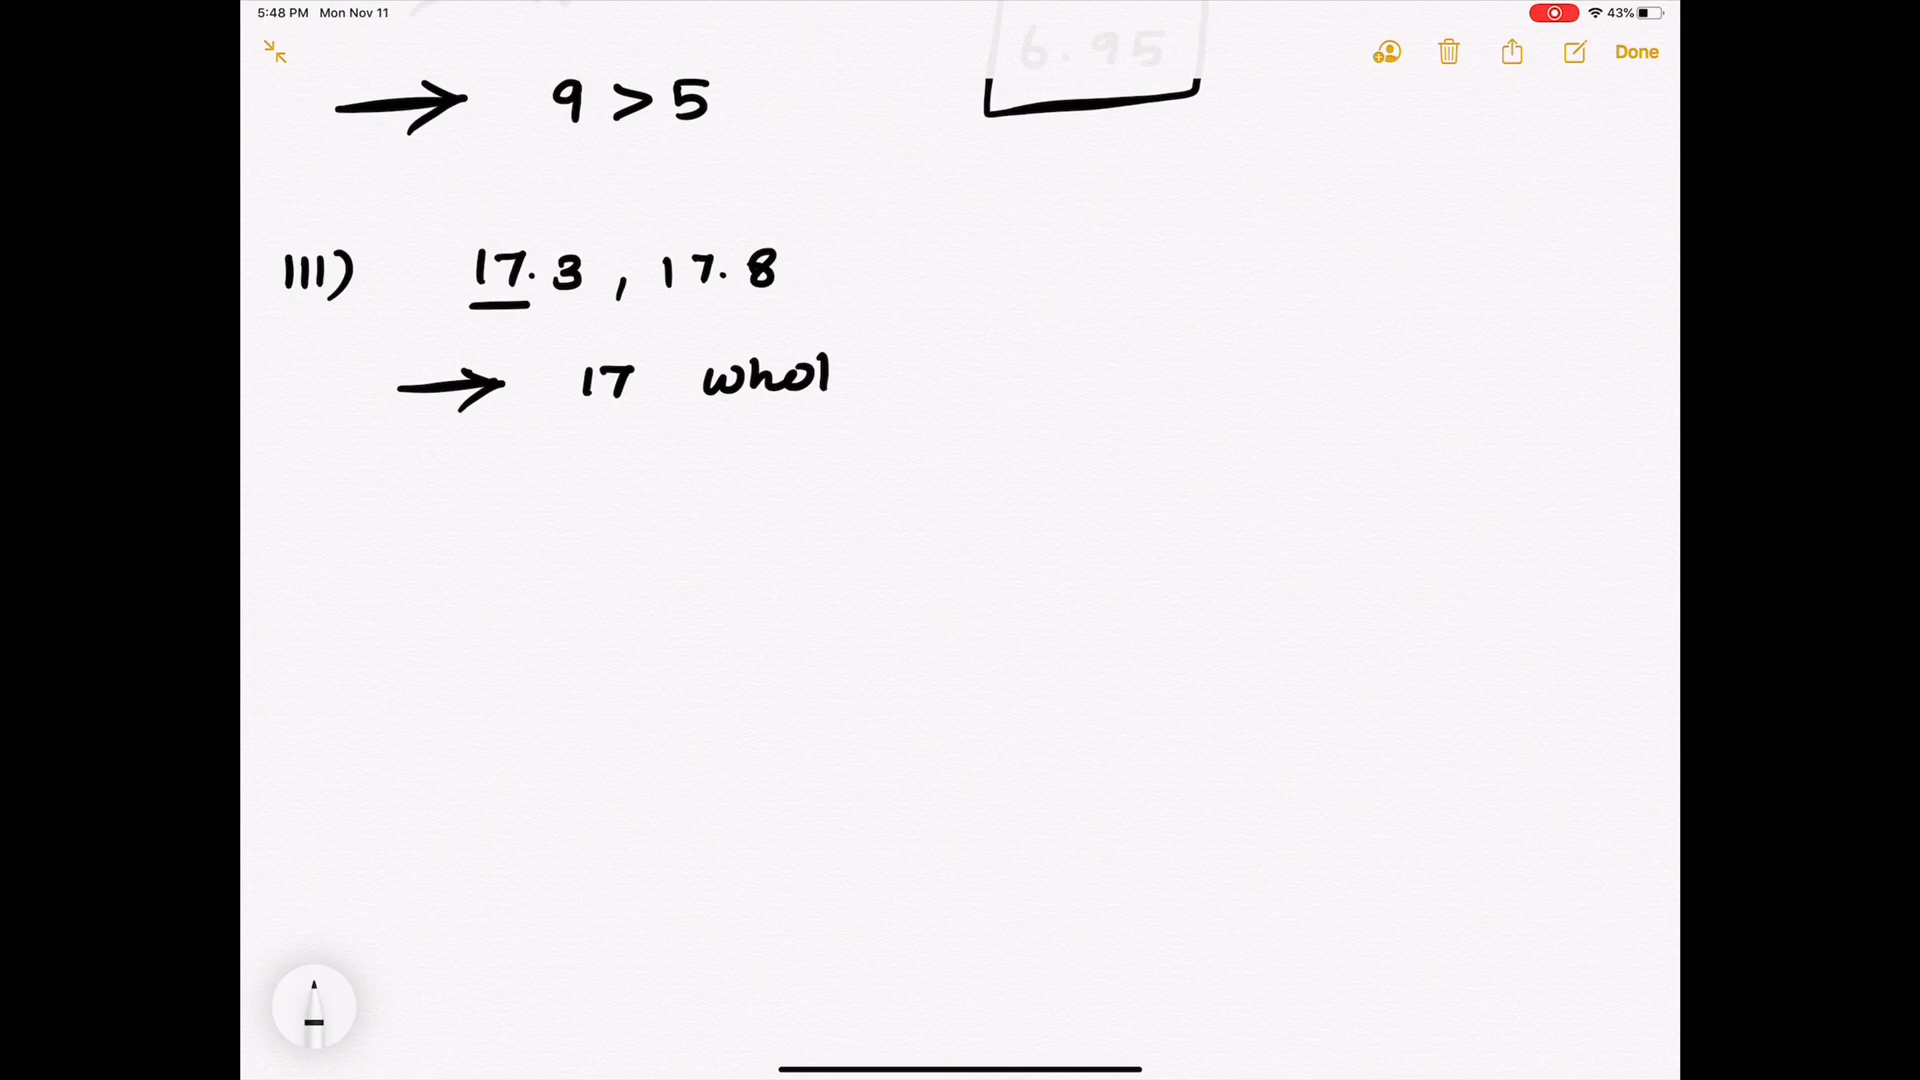 5:48 PM Mon Nov 11
43%
6.95
Done
9 > 5
III) 17.3 , 17.8
17 whol